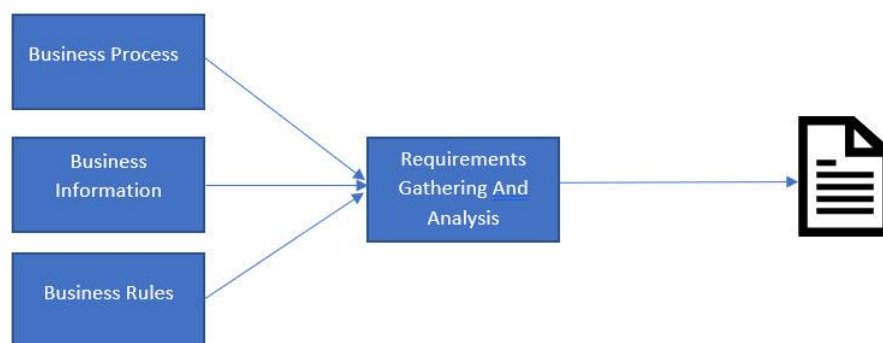 Business Process
Business
Information
Business Rules
Requirements
Gathering And
Analysis